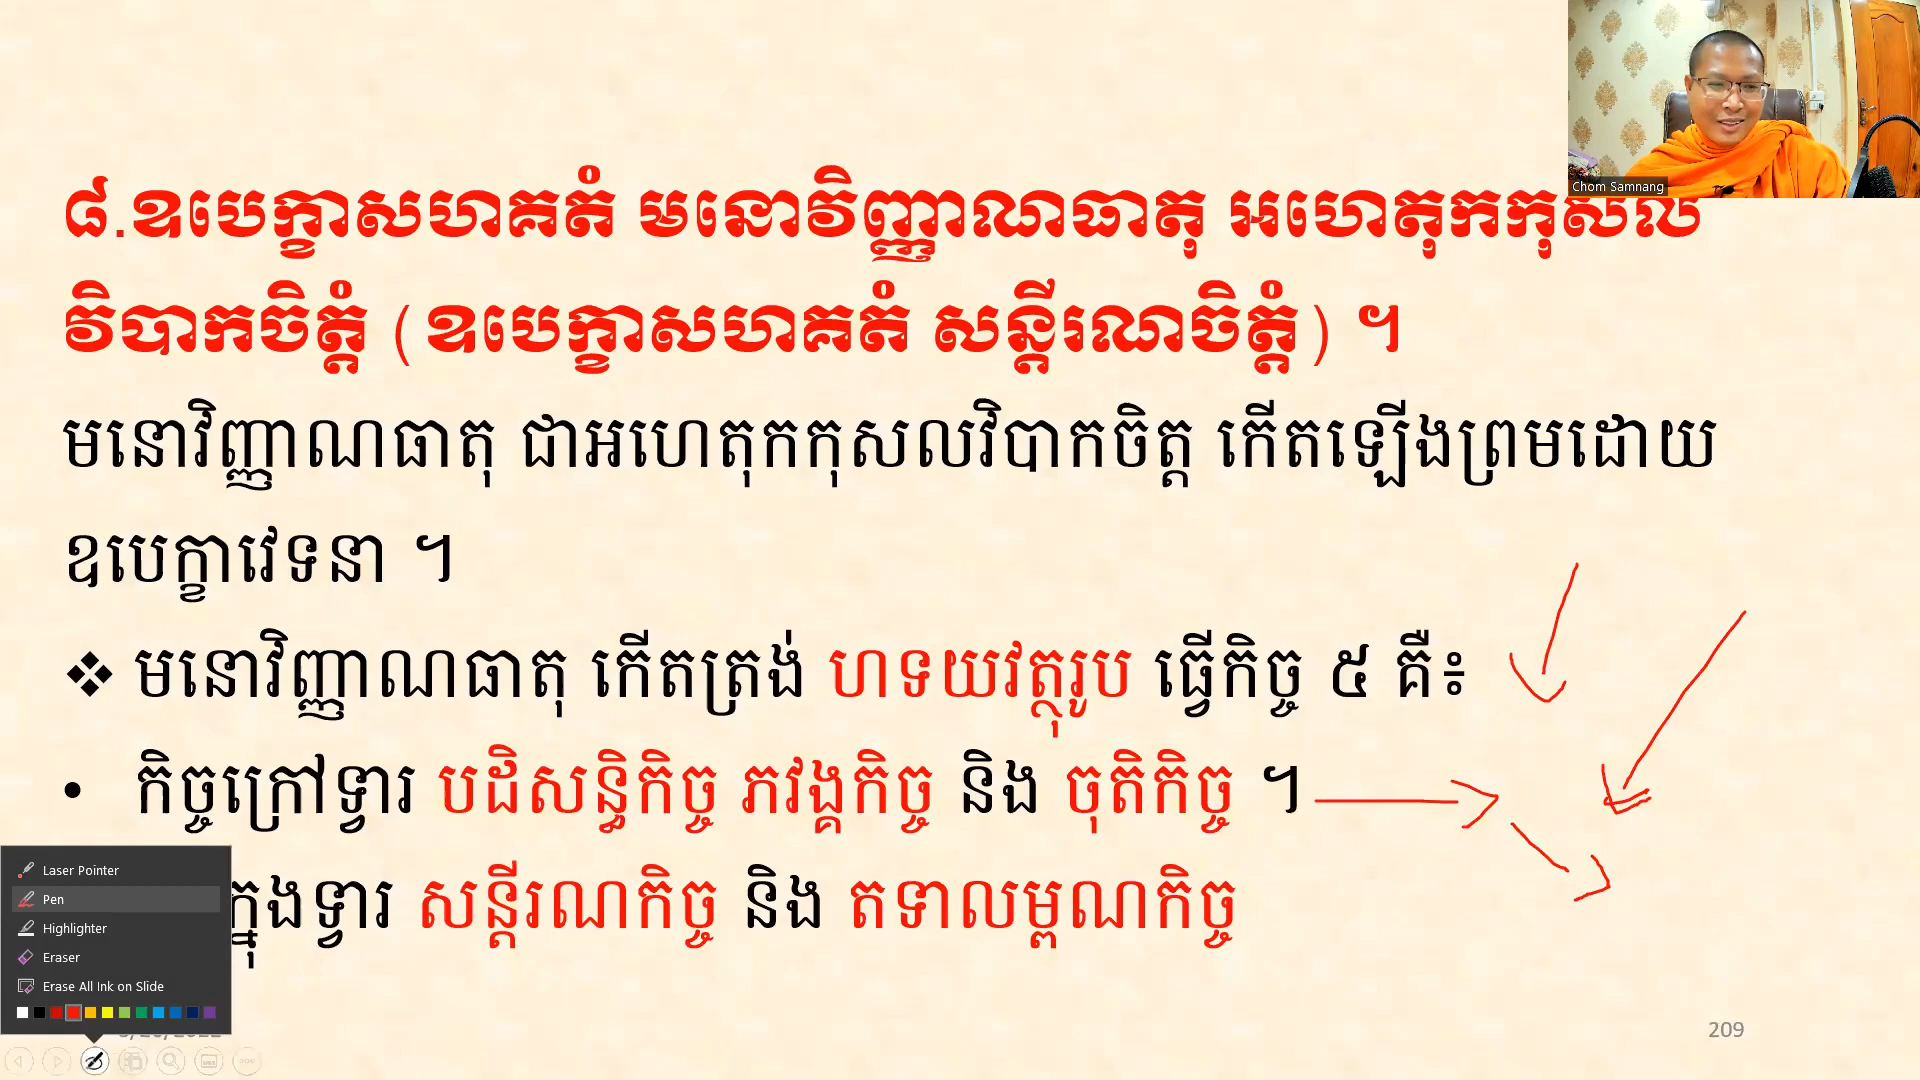 Chom Samnang
៨.ឧបេក្ខាសហគតំ មនោវិញ្ញាណធាតុ អហេតុកកុសល
វិបាកចិត្តំ (ឧបេក្ខាសហគតំ សន្តីរណចិត្តំ) ។
មនោវិញ្ញាណធាតុ ជាអហេតុកកុសលវិបាកចិត្ត កើតឡើងព្រមដោយ
ឧបេក្ខាវេទនា ។
❖ មនោវិញ្ញាណធាតុ កើតត្រង់ ហទយវត្ថុរូប ធ្វើកិច្ច ៥ គឺ៖
• កិច្ចក្រៅទ្វារ បដិសន្ធិកិច្ច ភវង្គកិច្ច និង ចុតិកិច្ច ។
ក្នុងទ្វារ សន្តីរណកិច្ច និង តទាលម្ពណកិច្ច
Laser Pointer
Pen
Highlighter
Eraser
Erase All Ink on Slide
209